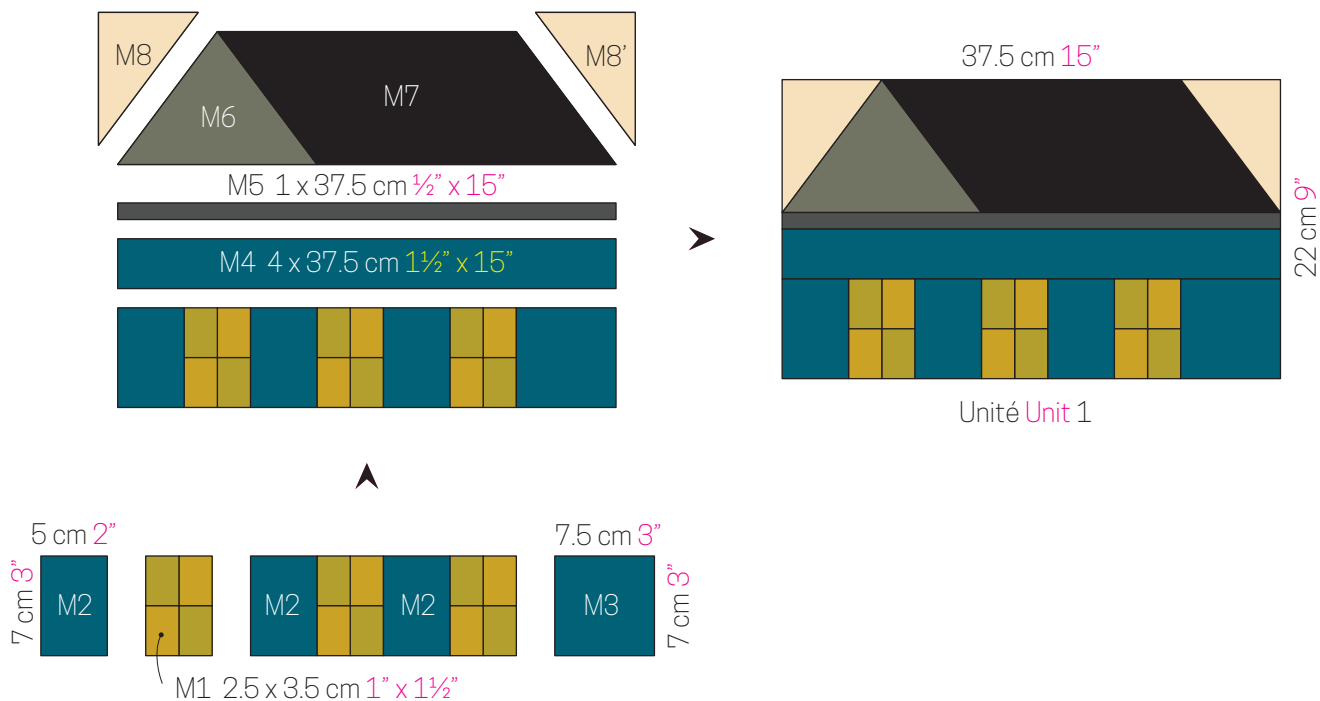 M8
M8’
M6
M7
M5 1 x 37.5 cm ½” x 15”
M4 4 x 37.5 cm 1½” x 15”
37.5 cm 15”
22 cm 9”
Unité Unit 1
5 cm 2”
7 cm 3”
M2
M2
M2
7.5 cm 3”
M3
7 cm 3”
M1 2.5 x 3.5 cm 1” x 1½”